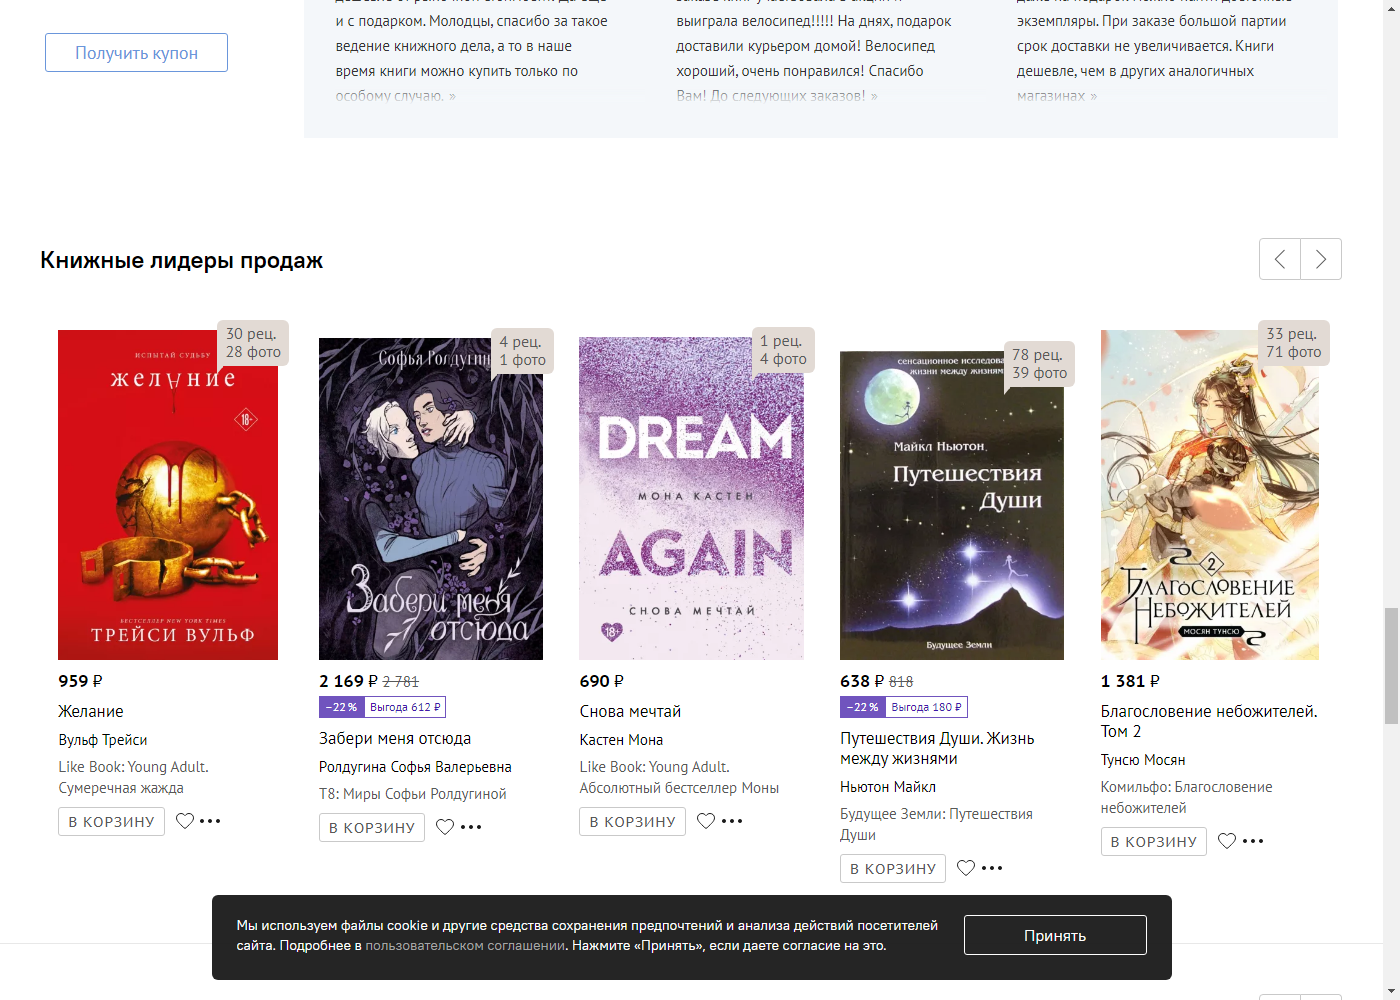 Получить купон
и с подарком. Молодцы, спасибо за такое
ведение книжного дела, а то в наше
время книги можно купить только по
особому случаю. »
выиграла велосипед!!!!! На днях, подарок
доставили курьером домой! Велосипед
хороший, очень понравился! Спасибо
Вам! До следующих заказов! »
экземпляры. При заказе большой партии
срок доставки не увеличивается. Книги
дешевле, чем в других аналогичных
магазинах »
Книжные лидеры продаж
30 рец.
28 фото
ИСПЫТАЙ СУДЬБУ
желание
18+
БЕСТСЕЛЛЕР NEW YORK TIMES
ТРЕЙСИ ВУЛЬФ
959 ₽
Желание
Вульф Трейси
Like Book: Young Adult.
Сумеречная жажда
В КОРЗИНУ
4 рец.
1 фото
Софья Ролдугин
Забери меня
отсюда
2 169 ₽ 2 781
–22 % Выгода 612 ₽
Забери меня отсюда
Ролдугина Софья Валерьевна
Т8: Миры Софьи Ролдугиной
В КОРЗИНУ
1 рец.
4 фото
DREAM
МОНА КАСТЕН
AGAIN
СНОВА МЕЧТАЙ
18+
690 ₽
Снова мечтай
Кастен Мона
Like Book: Young Adult.
Абсолютный бестселлер Моны
В КОРЗИНУ
78 рец.
39 фото
сенсационное исследова
жизни между жизням
Майкл Ньютон
Путешествия
Души
Будущее Земли
638 ₽ 818
–22 % Выгода 180 ₽
Путешествия Души. Жизнь
между жизнями
Ньютон Майкл
Будущее Земли: Путешествия
Души
В КОРЗИНУ
33 рец.
71 фото
2
Благословение
Небожителей
МОСЯН ТУНСЮ
1 381 ₽
Благословение небожителей.
Том 2
Тунсю Мосян
Комильфо: Благословение
небожителей
В КОРЗИНУ
Мы используем файлы cookie и другие средства сохранения предпочтений и анализа действий посетителей
сайта. Подробнее в пользовательском соглашении. Нажмите «Принять», если даете согласие на это.
Принять